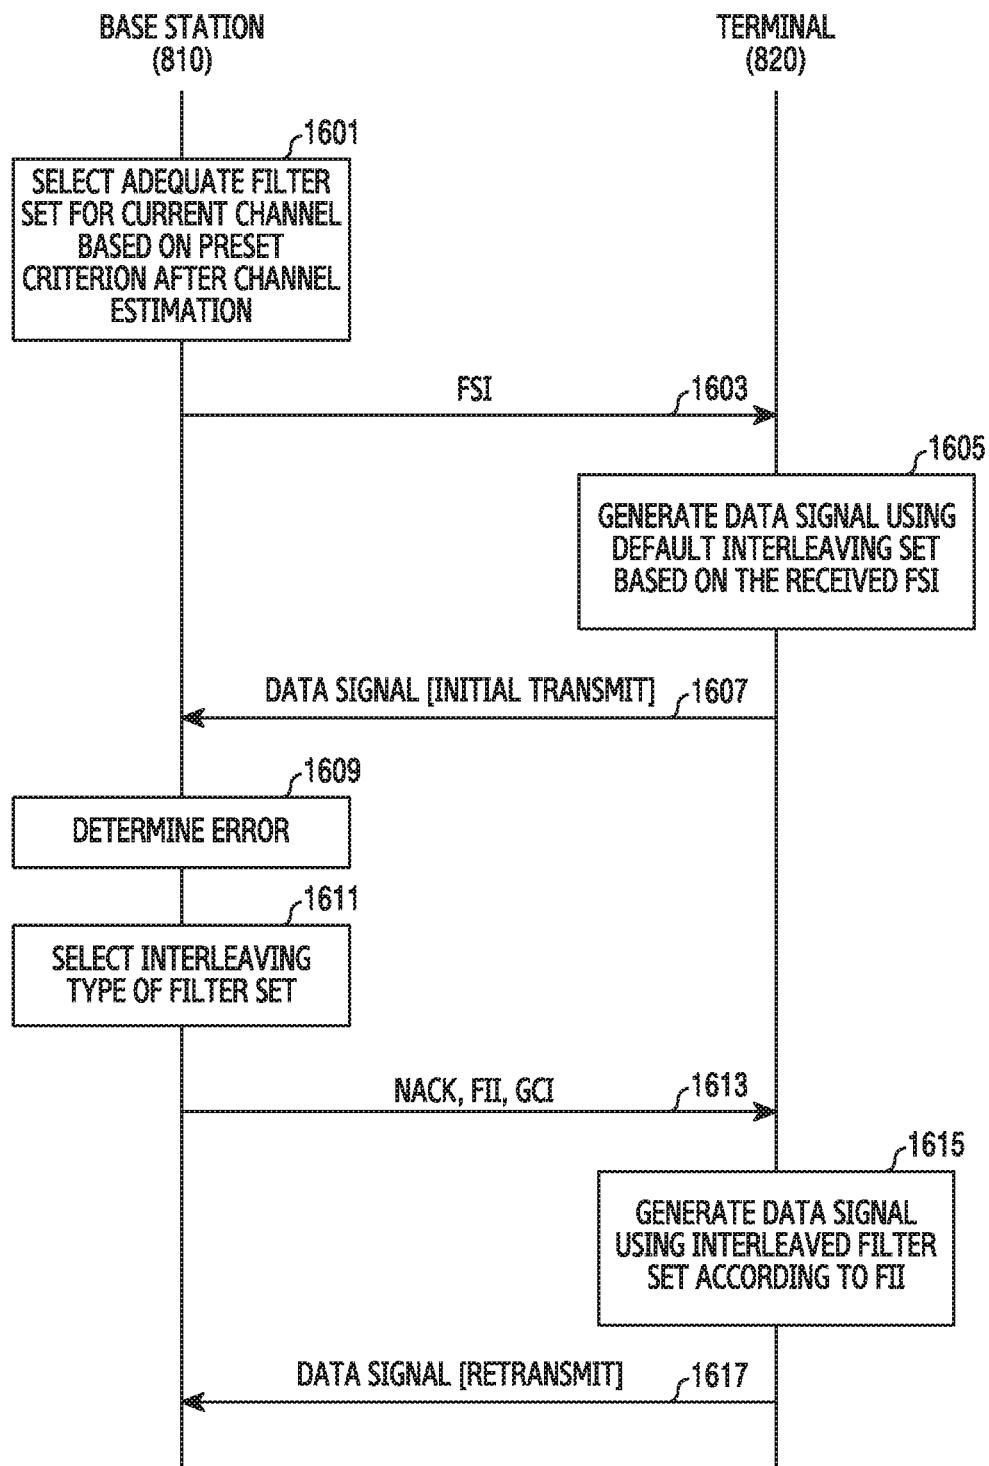 BASE STATION
(810)
TERMINAL
(820)
1601
SELECT ADEQUATE FILTER
SET FOR CURRENT CHANNEL
BASED ON PRESET
CRITERION AFTER CHANNEL
ESTIMATION
FSI
1603
1605
GENERATE DATA SIGNAL USING
DEFAULT INTERLEAVING SET
BASED ON THE RECEIVED FSI
DATA SIGNAL [INITIAL TRANSMIT]
1607
1609
DETERMINE ERROR
1611
SELECT INTERLEAVING
TYPE OF FILTER SET
NACK, FII, GCI
1613
1615
GENERATE DATA SIGNAL
USING INTERLEAVED FILTER
SET ACCORDING TO FII
DATA SIGNAL [RETRANSMIT]
1617